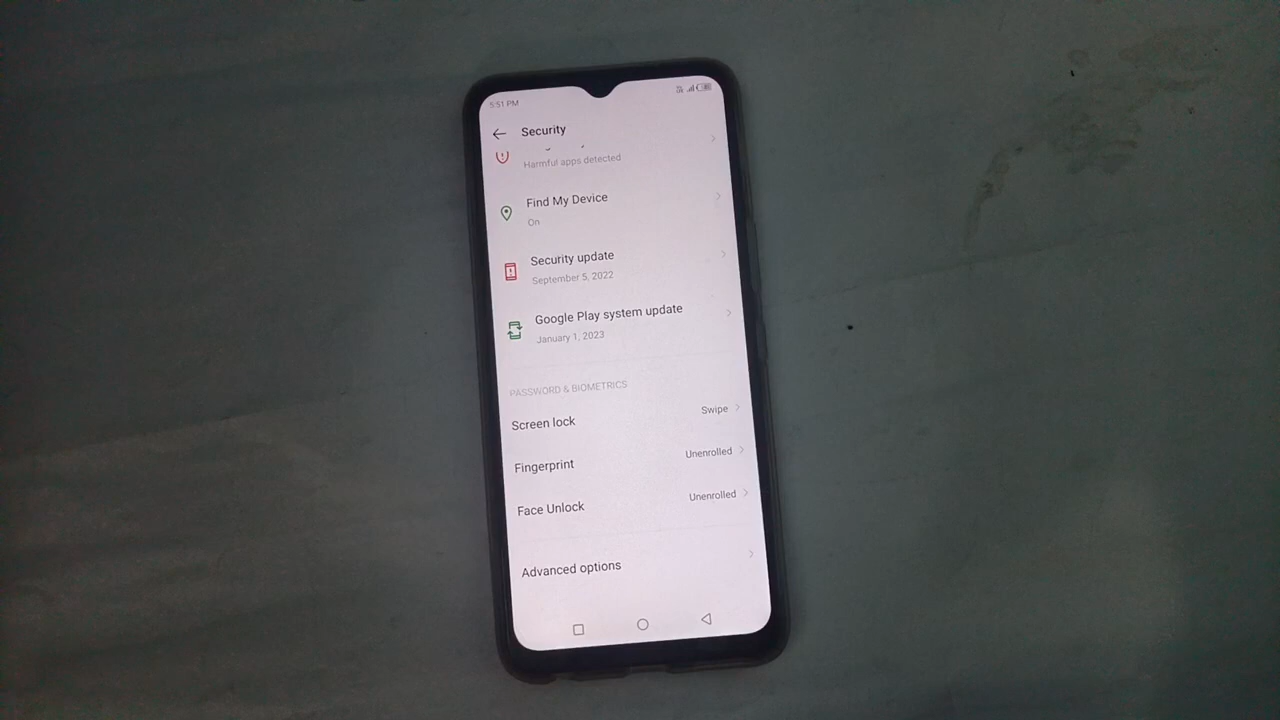 5:51 PM
Security
Harmful apps detected
Find My Device
On
Security update
September 5, 2022
Google Play system update
January 1, 2023
PASSWORD & BIOMETRICS
Screen lock
Swipe
Fingerprint
Unenrolled
Face Unlock
Unenrolled
Advanced options